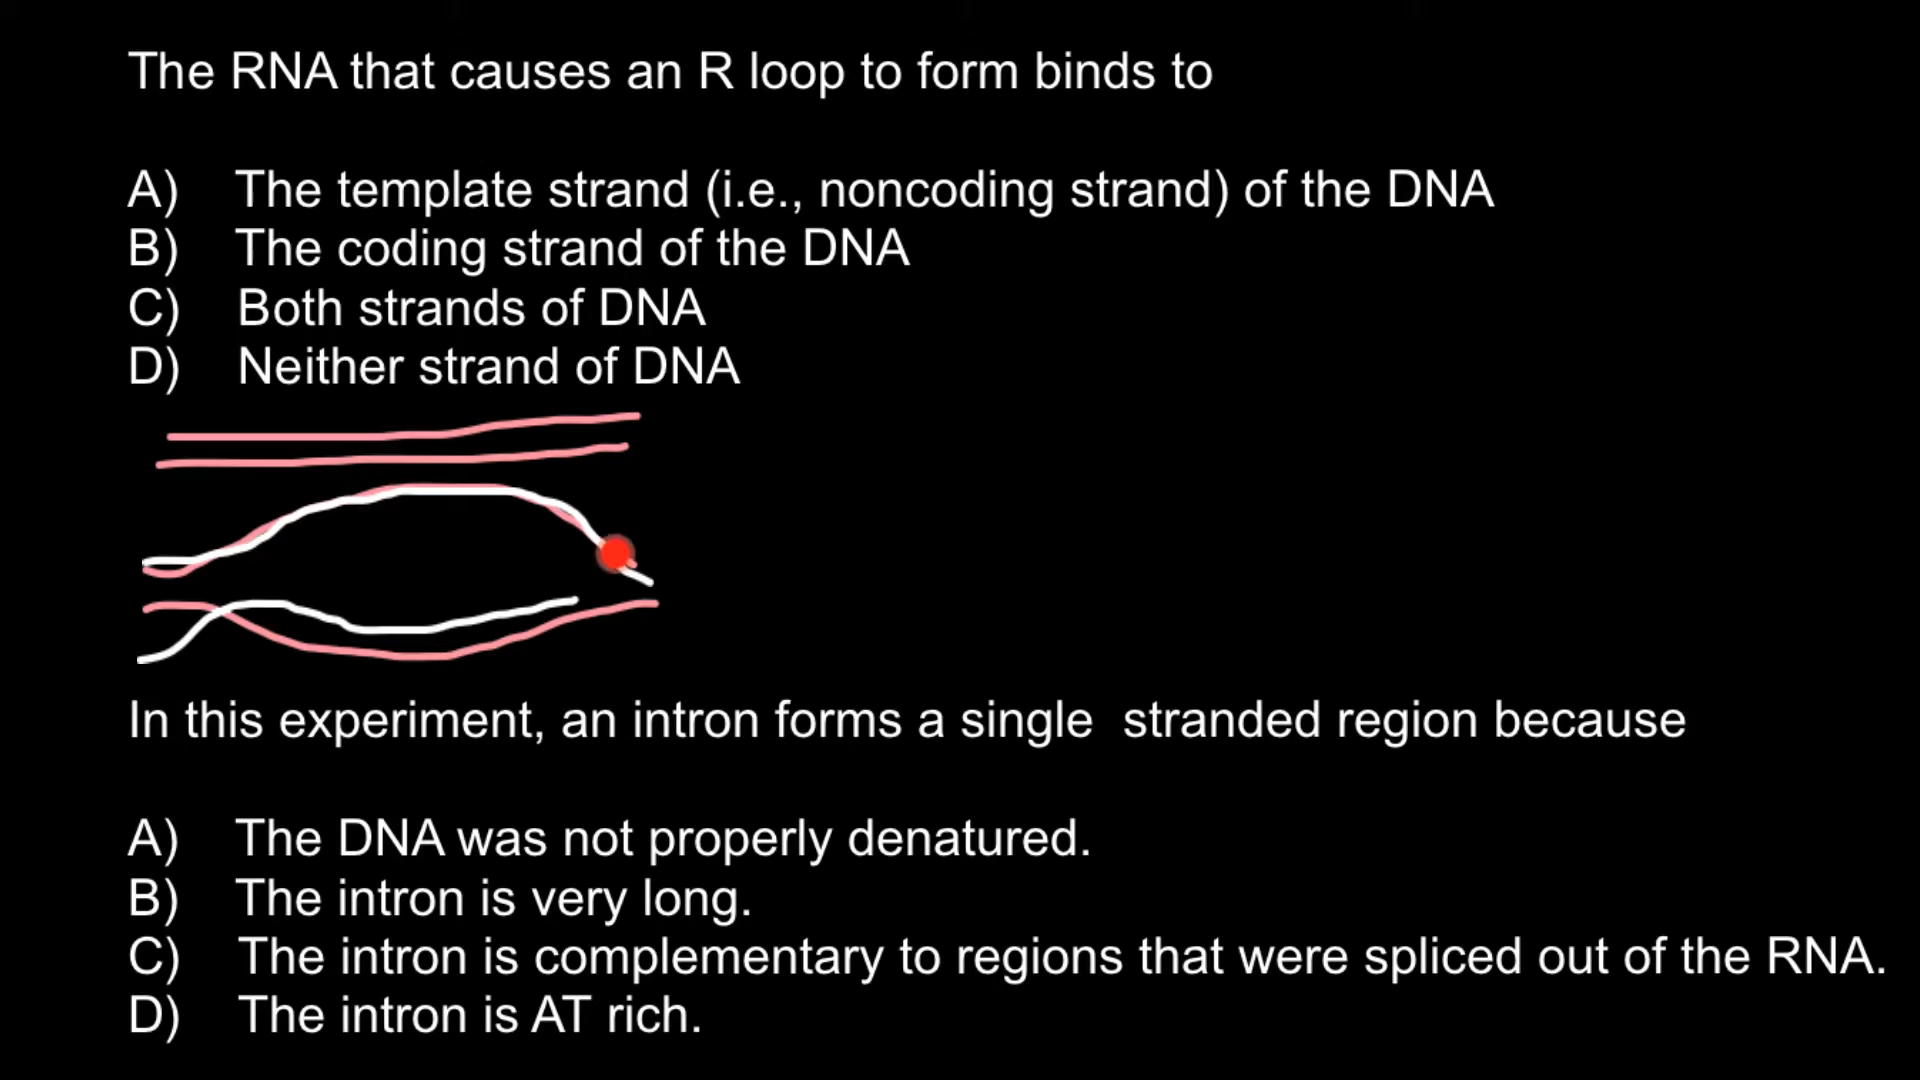 The RNA that causes an R loop to form binds to
A) The template strand (i.e., noncoding strand) of the DNA
B) The coding strand of the DNA
C) Both strands of DNA
D) Neither strand of DNA
In this experiment, an intron forms a single stranded region because
A) The DNA was not properly denatured.
B) The intron is very long.
C) The intron is complementary to regions that were spliced out of the RNA.
D) The intron is AT rich.